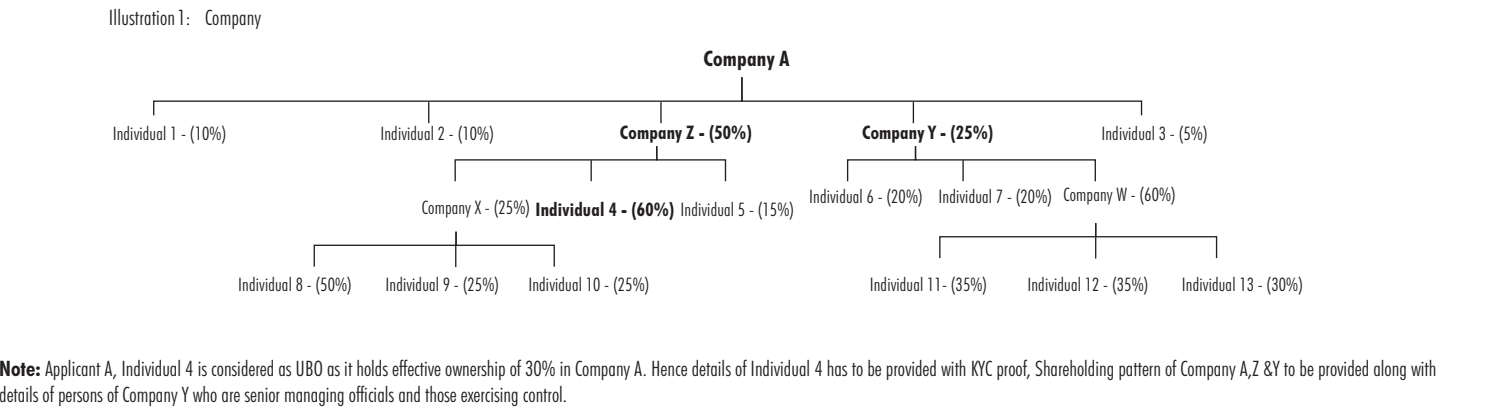 Illustration 1: Company
Company A
Individual 1 - (10%) Individual 2 - (10%) Company Z - (50%) Company Y - (25%) Individual 3 - (5%)
Company X - (25%) Individual 4 - (60%) Individual 5 - (15%) Individual 6 - (20%) Individual 7 - (20%) Company W - (60%)
Individual 8 - (50%) Individual 9 - (25%) Individual 10 - (25%) Individual 11- (35%) Individual 12 - (35%) Individual 13 - (30%)
Note: Applicant A, Individual 4 is considered as UBO as it holds effective ownership of 30% in Company A. Hence details of Individual 4 has to be provided with KYC proof, Shareholding pattern of Company A,Z &Y to be provided along with
details of persons of Company Y who are senior managing officials and those exercising control.